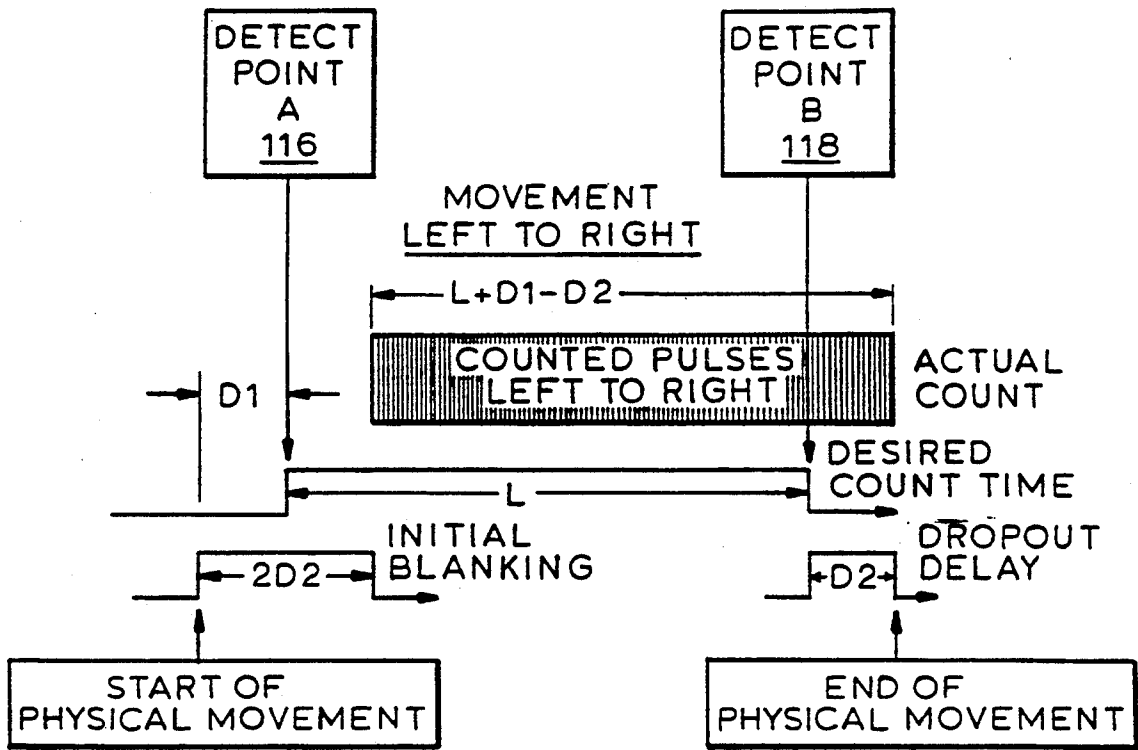 DETECT
POINT
A
116
DETECT
POINT
B
118
MOVEMENT
LEFT TO RIGHT
L+D1-D2
COUNTED PULSES
LEFT TO RIGHT
ACTUAL
COUNT
D1
DESIRED
COUNT TIME
L
INITIAL
BLANKING
2D2
DROPOUT
DELAY
D2
START OF
PHYSICAL MOVEMENT
END OF
PHYSICAL MOVEMENT